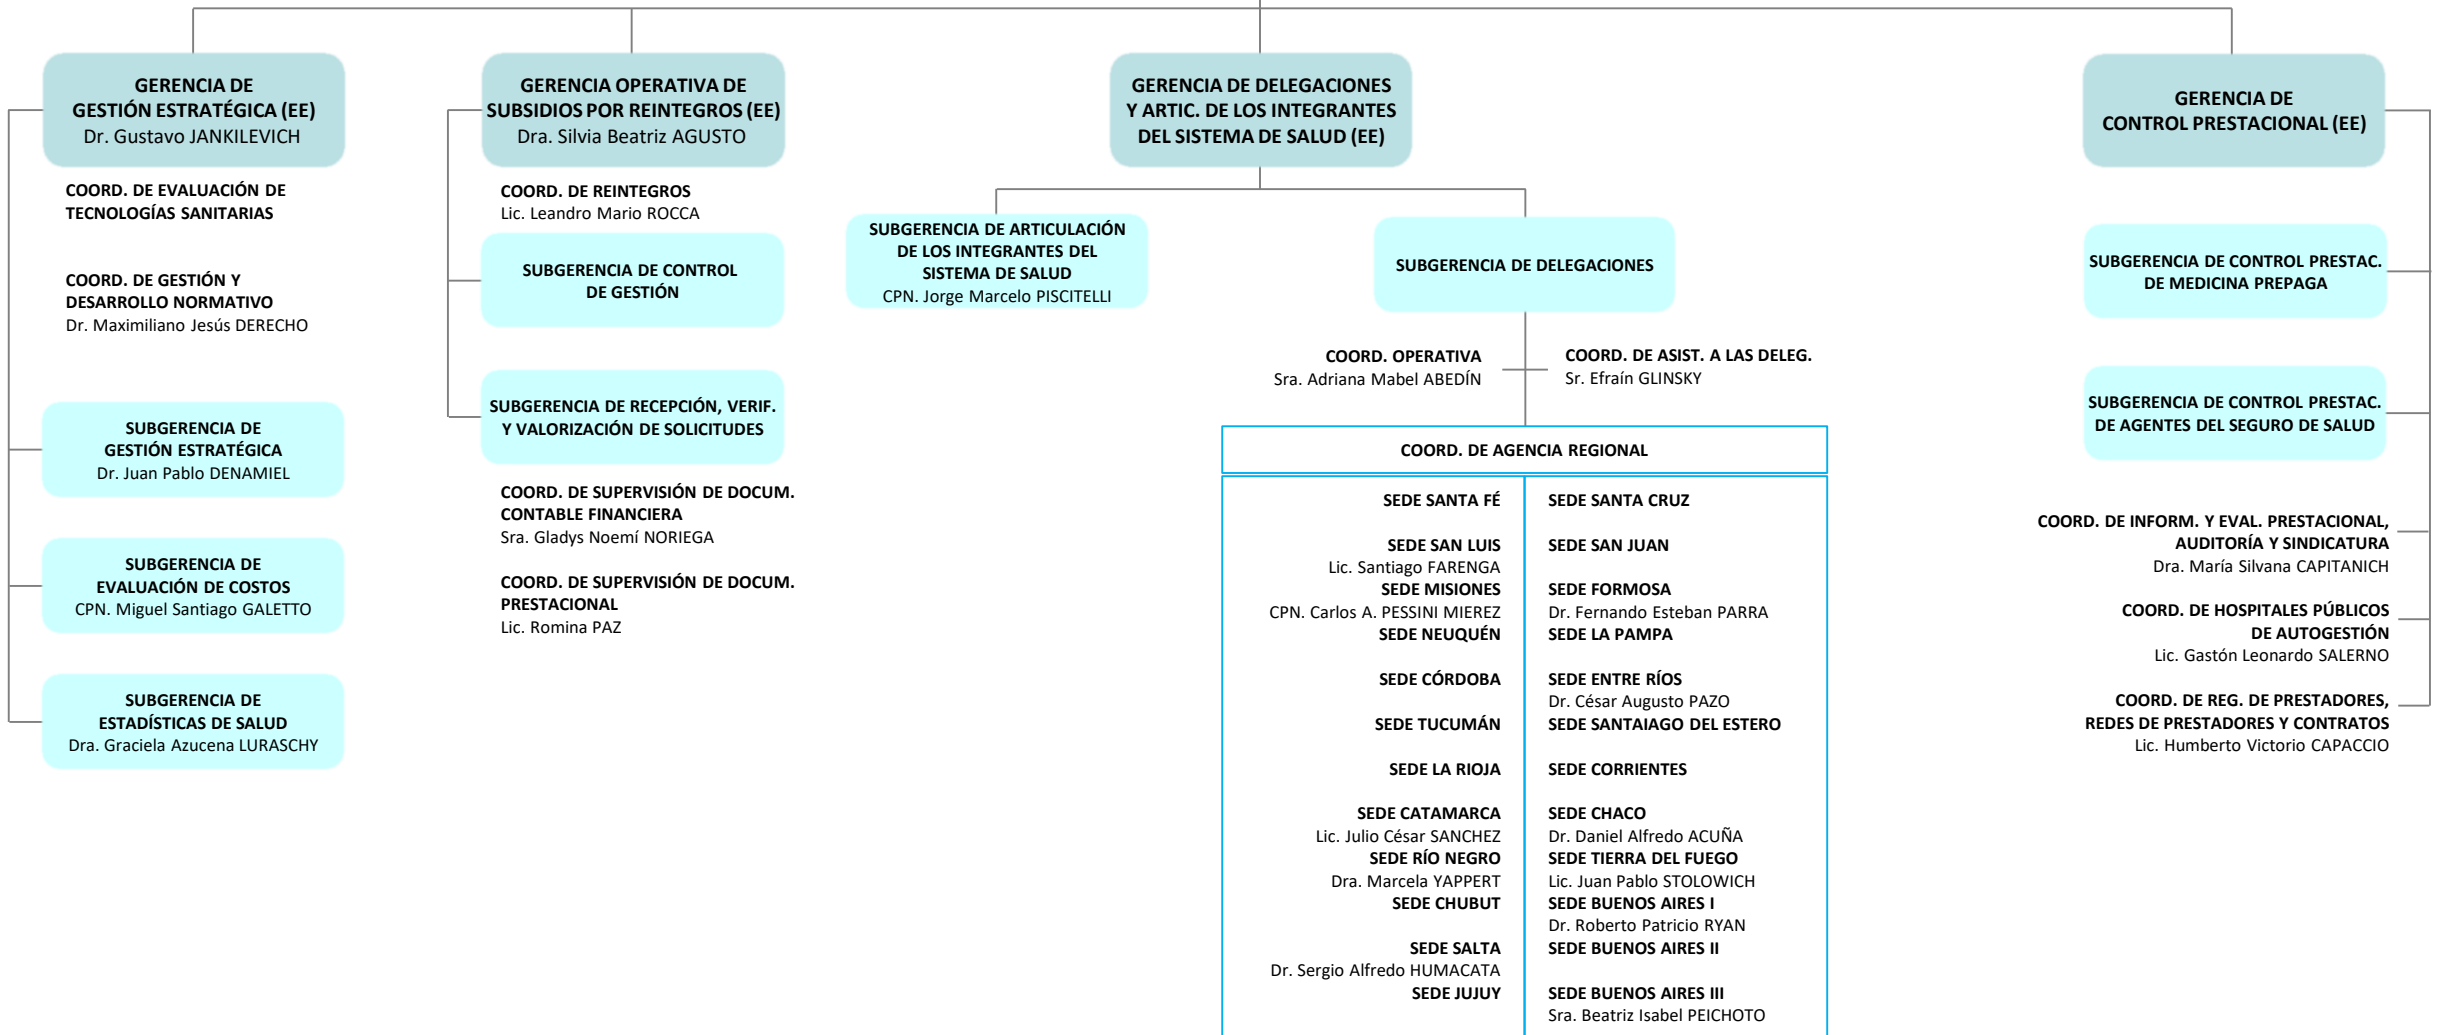 GERENCIA DE
GESTIÓN ESTRATÉGICA (EE)
Dr. Gustavo JANKILEVICH
COORD. DE EVALUACIÓN DE
TECNOLOGÍAS SANITARIAS
COORD. DE GESTIÓN Y
DESARROLLO NORMATIVO
Dr. Maximiliano Jesús DERECHO
SUBGERENCIA DE
GESTIÓN ESTRATÉGICA
Dr. Juan Pablo DENAMIEL
SUBGERENCIA DE
EVALUACIÓN DE COSTOS
CPN. Miguel Santiago GALETTO
SUBGERENCIA DE
ESTADÍSTICAS DE SALUD
Dra. Graciela Azucena LURASCHY
GERENCIA OPERATIVA DE
SUBSIDIOS POR REINTEGROS (EE)
Dra. Silvia Beatriz AGUSTO
COORD. DE REINTEGROS
Lic. Leandro Mario ROCCA
SUBGERENCIA DE CONTROL
DE GESTIÓN
SUBGERENCIA DE RECEPCIÓN, VERIF.
Y VALORIZACIÓN DE SOLICITUDES
COORD. DE SUPERVISIÓN DE DOCUM.
CONTABLE FINANCIERA
Sra. Gladys Noemí NORIEGA
COORD. DE SUPERVISIÓN DE DOCUM.
PRESTACIONAL
Lic. Romina PAZ
GERENCIA DE DELEGACIONES
Y ARTIC. DE LOS INTEGRANTES
DEL SISTEMA DE SALUD (EE)
SUBGERENCIA DE ARTICULACIÓN
DE LOS INTEGRANTES DEL
SISTEMA DE SALUD
CPN. Jorge Marcelo PISCITELLI
SUBGERENCIA DE DELEGACIONES
COORD. OPERATIVA
Sra. Adriana Mabel ABEDÍN
COORD. DE ASIST. A LAS DELEG.
Sr. Efraín GLINSKY
COORD. DE AGENCIA REGIONAL
SEDE SANTA FÉ
SEDE SAN LUIS
Lic. Santiago FARENGA
SEDE MISIONES
CPN. Carlos A. PESSINI MIEREZ
SEDE NEUQUÉN
SEDE CÓRDOBA
SEDE TUCUMÁN
SEDE LA RIOJA
SEDE CATAMARCA
Lic. Julio César SANCHEZ
SEDE RÍO NEGRO
Dra. Marcela YAPPERT
SEDE CHUBUT
SEDE SALTA
Dr. Sergio Alfredo HUMACATA
SEDE JUJUY
SEDE SANTA CRUZ
SEDE SAN JUAN
SEDE FORMOSA
Dr. Fernando Esteban PARRA
SEDE LA PAMPA
SEDE ENTRE RÍOS
Dr. César Augusto PAZO
SEDE SANTAIAGO DEL ESTERO
SEDE CORRIENTES
SEDE CHACO
Dr. Daniel Alfredo ACUÑA
SEDE TIERRA DEL FUEGO
Lic. Juan Pablo STOLOWICH
SEDE BUENOS AIRES I
Dr. Roberto Patricio RYAN
SEDE BUENOS AIRES II
SEDE BUENOS AIRES III
Sra. Beatriz Isabel PEICHOTO
GERENCIA DE
CONTROL PRESTACIONAL (EE)
SUBGERENCIA DE CONTROL PRESTAC.
DE MEDICINA PREPAGA
SUBGERENCIA DE CONTROL PRESTAC.
DE AGENTES DEL SEGURO DE SALUD
COORD. DE INFORM. Y EVAL. PRESTACIONAL,
AUDITORÍA Y SINDICATURA
Dra. María Silvana CAPITANICH
COORD. DE HOSPITALES PÚBLICOS
DE AUTOGESTIÓN
Lic. Gastón Leonardo SALERNO
COORD. DE REG. DE PRESTADORES,
REDES DE PRESTADORES Y CONTRATOS
Lic. Humberto Victorio CAPACCIO